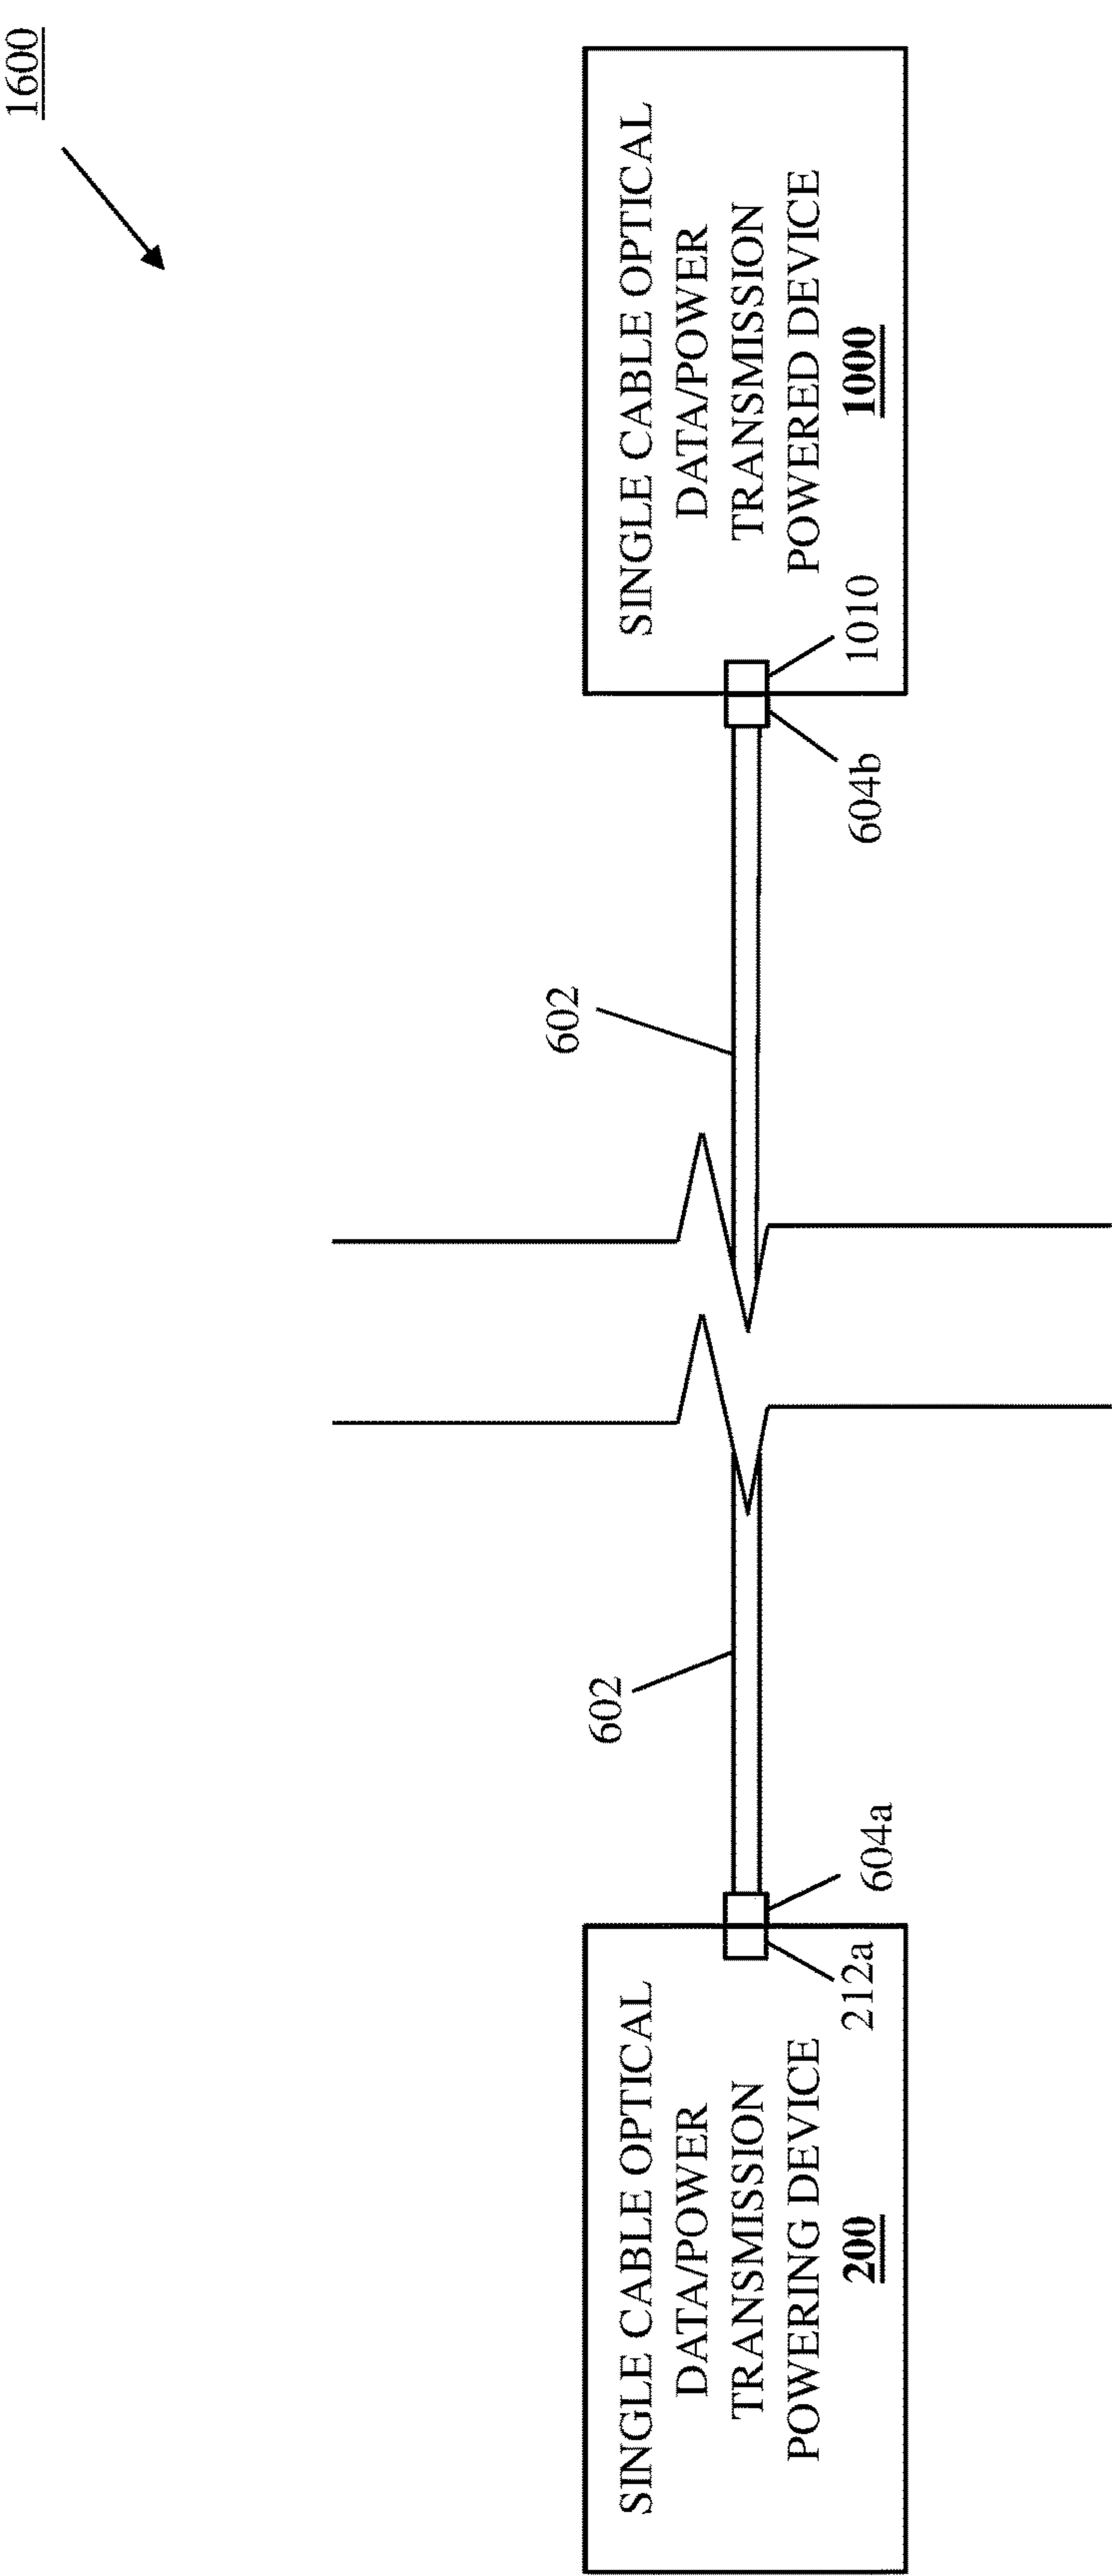 1600
SINGLE CABLE OPTICAL
DATA/POWER
TRANSMISSION
POWERING DEVICE
200
212a
604a
602
602
604b
1010
SINGLE CABLE OPTICAL
DATA/POWER
TRANSMISSION
POWERED DEVICE
1000